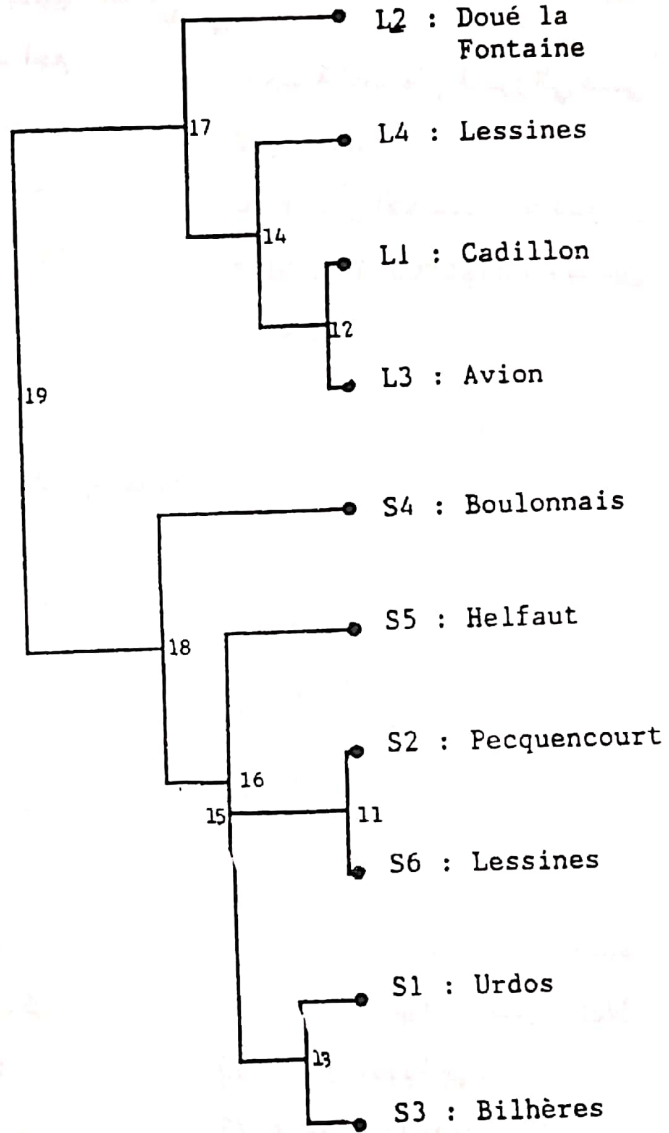 L2 : Doué la
Fontaine
17
L4 : Lessines
14
L1 : Cadillon
12
L3 : Avion
19
S4 : Boulonnais
S5 : Helfaut
18
S2 : Pecquencourt
16
15
11
S6 : Lessines
S1 : Urdos
13
S3 : Bilhères